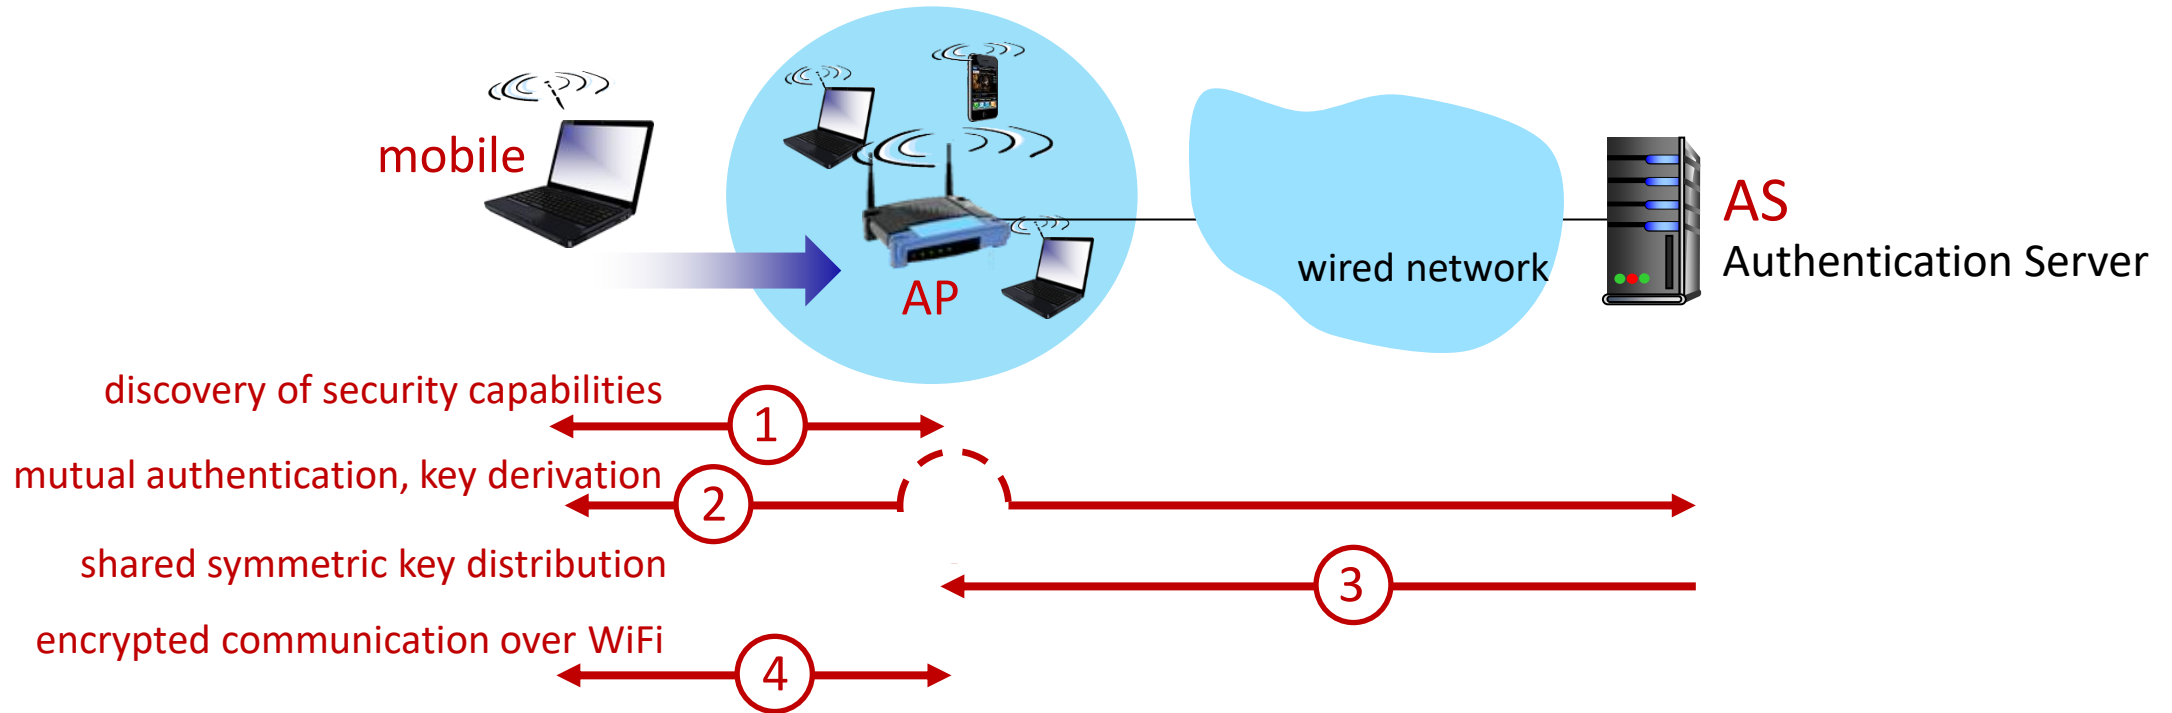 mobile
AP
wired network
AS
Authentication Server
discovery of security capabilities
1
mutual authentication, key derivation
2
shared symmetric key distribution
3
encrypted communication over WiFi
4